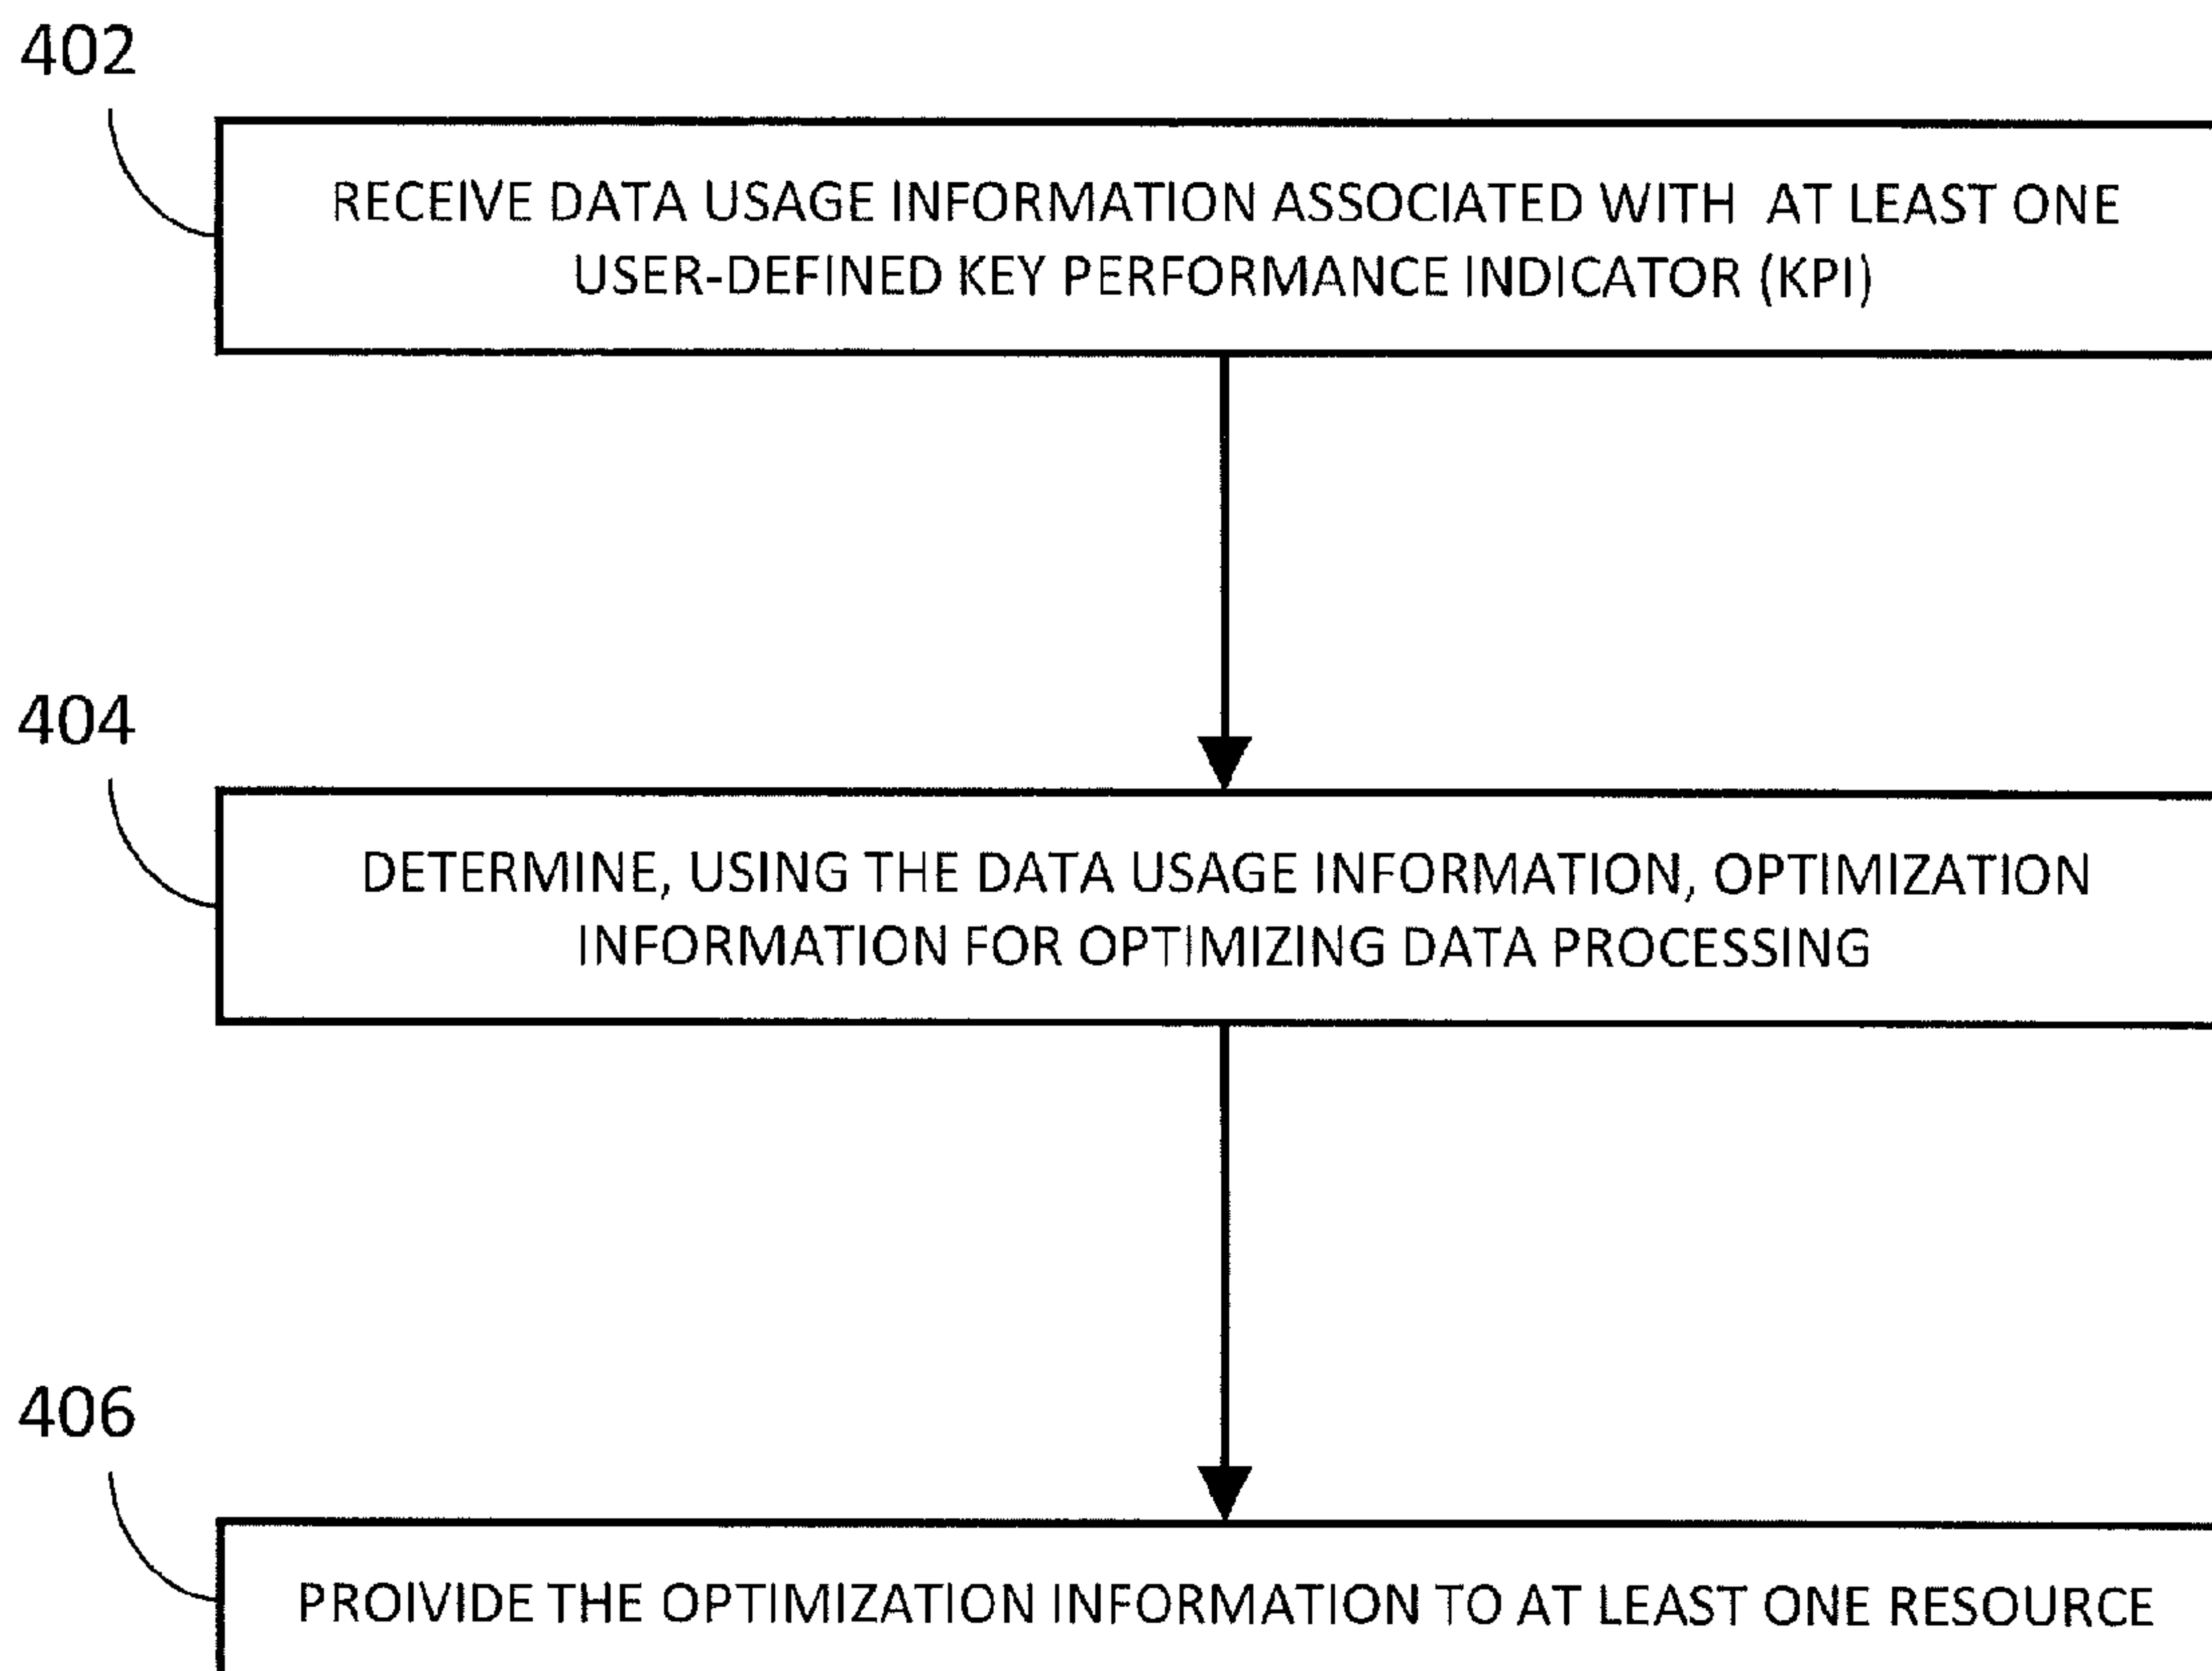 402
RECEIVE DATA USAGE INFORMATION ASSOCIATED WITH AT LEAST ONE
USER-DEFINED KEY PERFORMANCE INDICATOR (KPI)
404
DETERMINE, USING THE DATA USAGE INFORMATION, OPTIMIZATION
INFORMATION FOR OPTIMIZING DATA PROCESSING
406
PROIVIDE THE OPTIMIZATION INFORMATION TO AT LEAST ONE RESOURCE